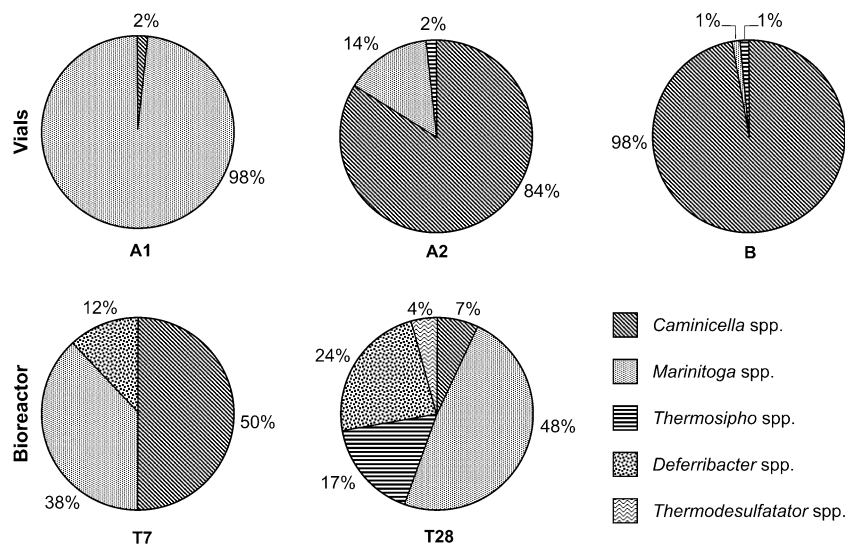 2%
98%
A1
14%
2%
84%
A2
1%
1%
98%
B
Vials
12%
50%
38%
T7
4%
7%
24%
48%
17%
T28
Bioreactor
Caminicella spp.
Marinitoga spp.
Thermosipho spp.
Deferribacter spp.
Thermodesulfatator spp.